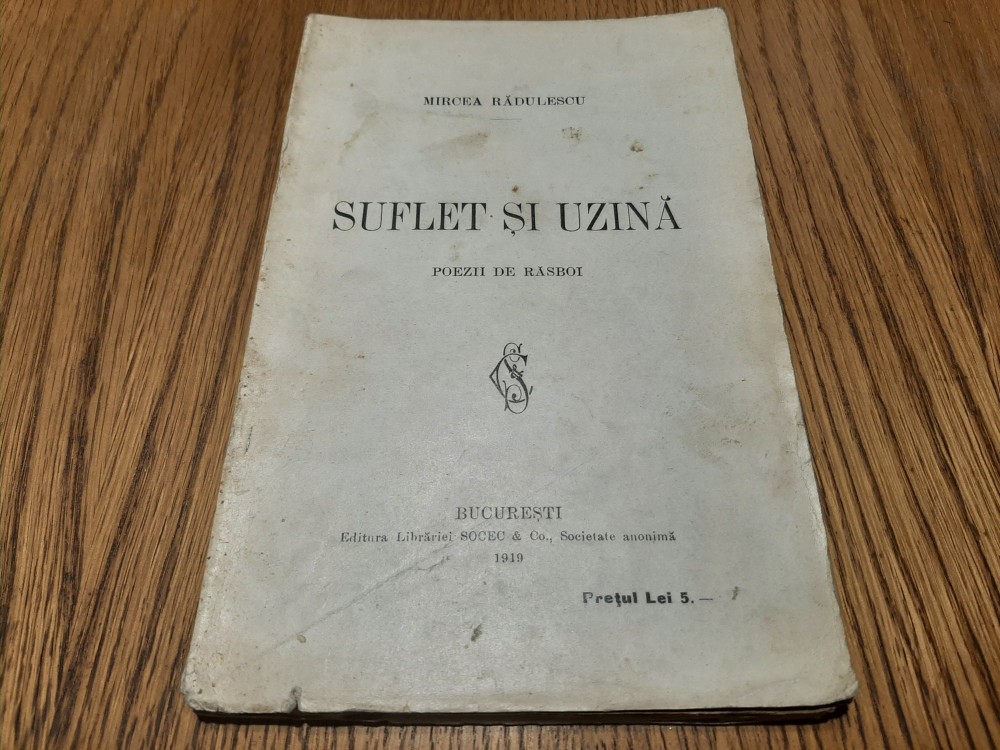 MIRCEA RĂDULESCU
SUFLET ȘI UZINĂ
POEZII DE RĂSBOI
BUCUREȘTI
Editura Librăriei SOCEC & Co., Societate anonimă
1919
Prețul Lei 5.—